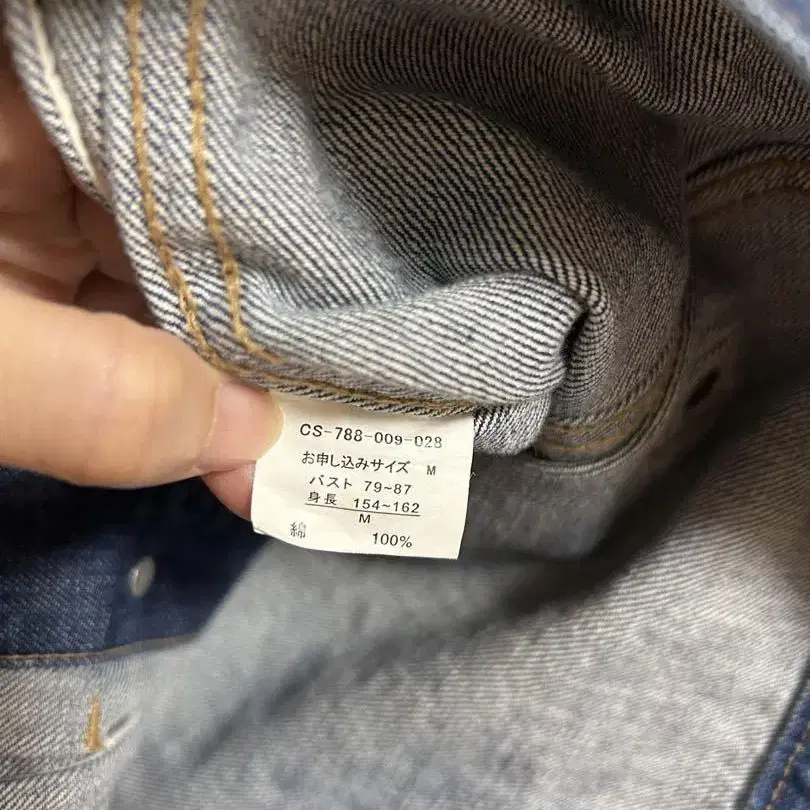 CS-788-009-028
お申し込みサイズ M
バスト 79~87
身長 154~162
M
綿 100%